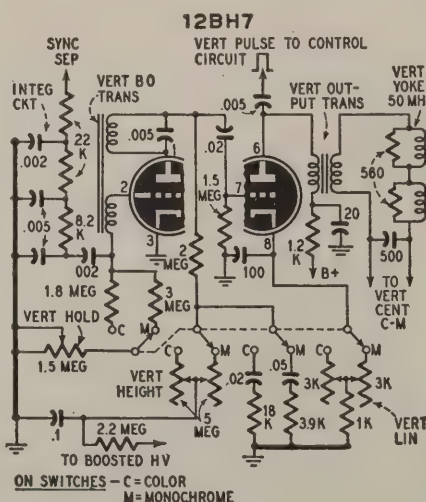 12BH7
SYNC
SEP
INTEG
CKT
VERT BO
TRANS
VERT PULSE TO CONTROL
CIRCUIT
VERT OUT-
PUT TRANS
VERT
YOKE
50 MH
.002
22
K
.005
.005
.02
6
560
2
1.5
MEG
7
.005
8.2
K
3
8
20
2
MEG
100
1.2
K
500
.002
B+
TO
VERT
CENT
C-M
1.8 MEG
3
MEG
VERT HOLD
C
M
1.5 MEG
C
M
C
M
C
M
VERT
HEIGHT
.02
.05
3K
3K
5
MEG
18
K
3.9K
1K
VERT
LIN
.1
2.2 MEG
TO BOOSTED HV
ON SWITCHES – C = COLOR
M = MONOCHROME